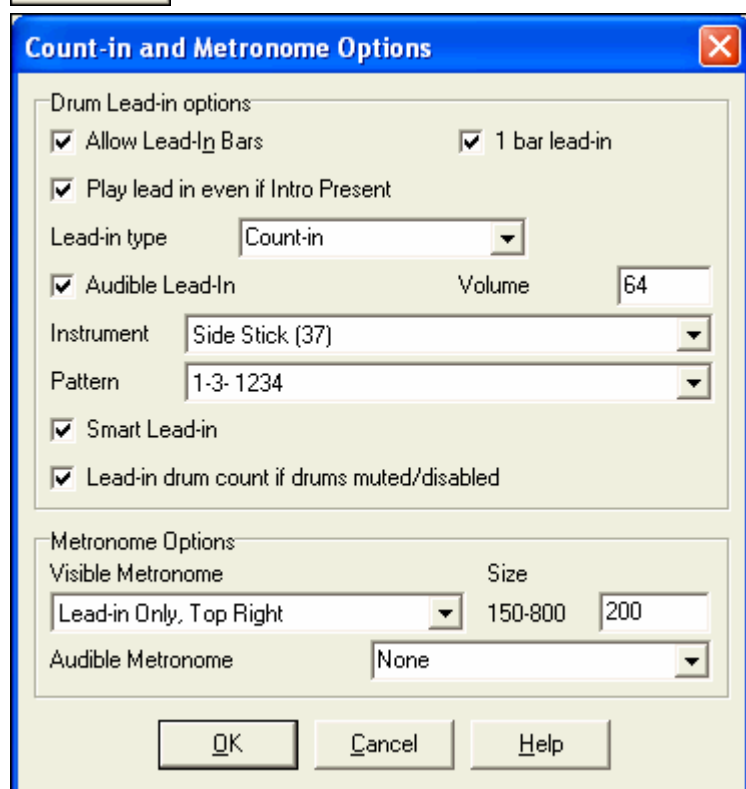 Count-in and Metronome Options
Drum Lead-in options
Allow Lead-In Bars 1 bar lead-in
Play lead in even if Intro Present
Lead-in type Count-in
Audible Lead-In Volume 64
Instrument Side Stick (37)
Pattern 1-3- 1234
Smart Lead-in
Lead-in drum count if drums muted/disabled
Metronome Options
Visible Metronome Size
Lead-in Only, Top Right 150-800 200
Audible Metronome None
OK Cancel Help